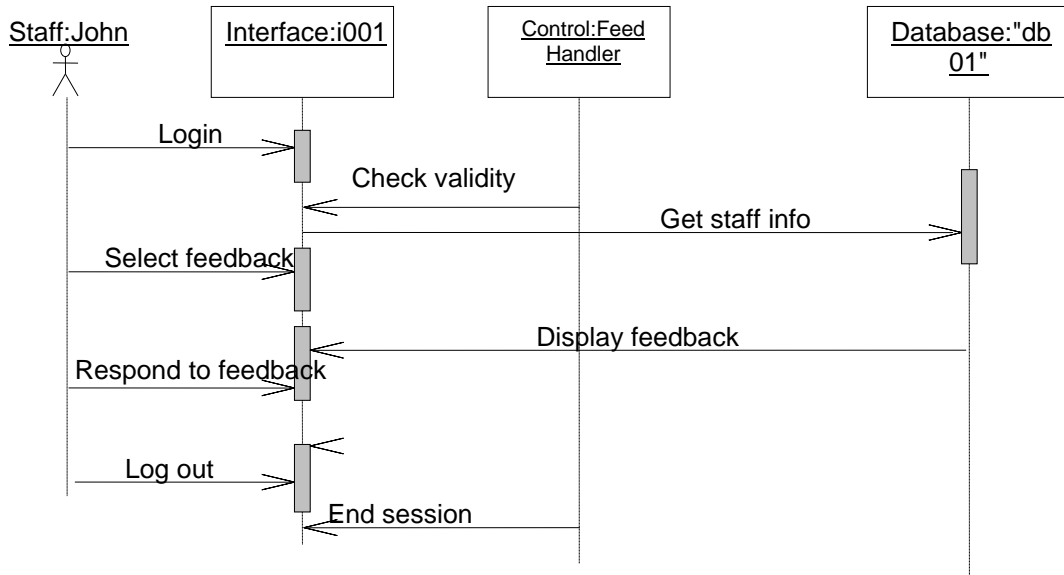 Staff:John
Interface:i001
Control:Feed
Handler
Database:"db
01"
Login
Check validity
Get staff info
Select feedback
Display feedback
Respond to feedback
Log out
End session